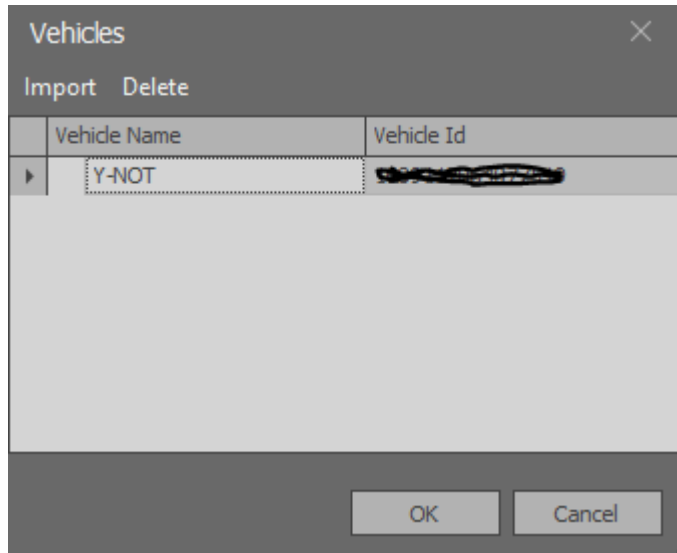 Vehicles
Import Delete
Vehicle Name Vehicle Id
Y-NOT
OK Cancel